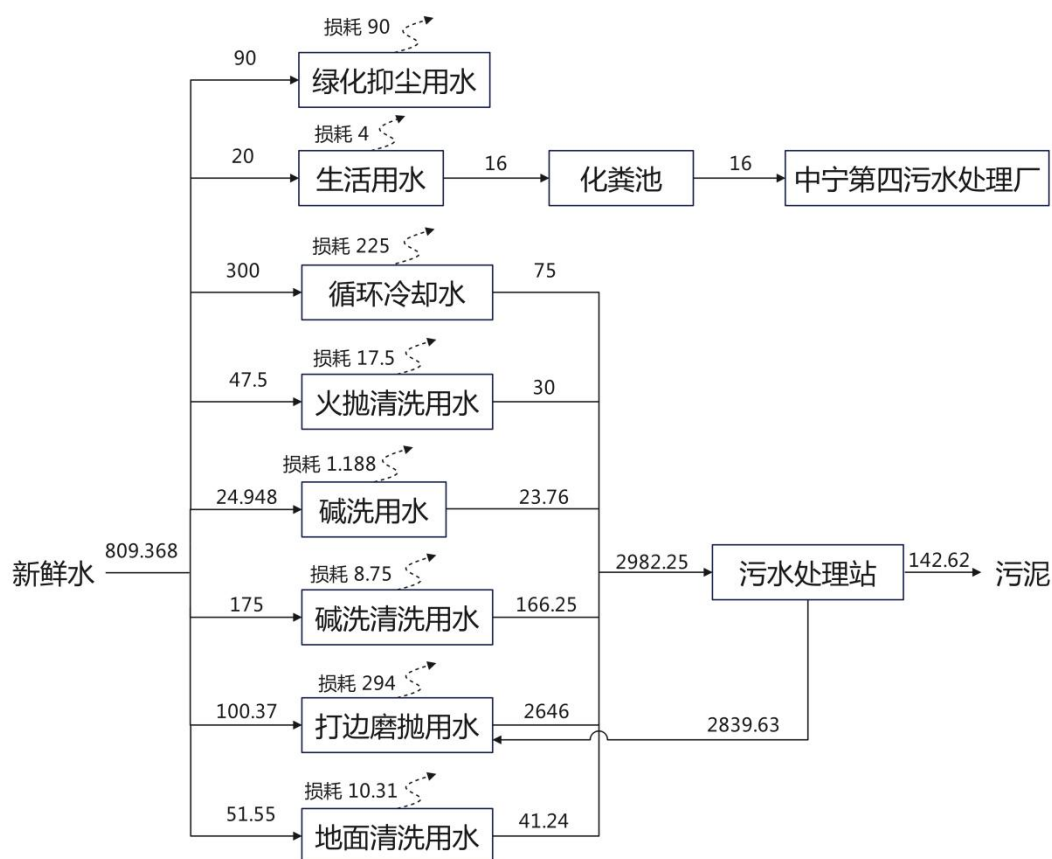 损耗 90
90
绿化抑尘用水
损耗 4
20
生活用水
16
化粪池
16
中宁第四污水处理厂
损耗 225
300
循环冷却水
75
损耗 17.5
47.5
火抛清洗用水
30
损耗 1.188
24.948
碱洗用水
23.76
新鲜水
809.368
2982.25
污水处理站
142.62
污泥
损耗 8.75
175
碱洗清洗用水
166.25
损耗 294
100.37
打边磨抛用水
2646
2839.63
损耗 10.31
51.55
地面清洗用水
41.24